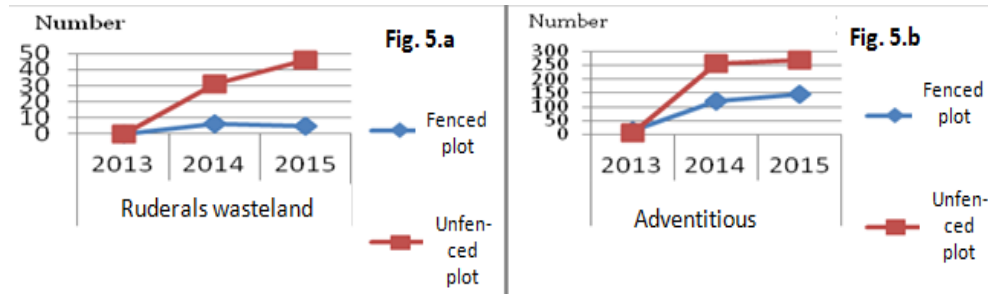 Number
Fig. 5.a
50
40
30
20
10
0
2013 2014 2015
Ruderals wasteland
Fenced
plot
Unfen-
ced
plot
Number
Fig. 5.b
300
250
200
150
100
50
0
2013 2014 2015
Adventitious
Fenced
plot
Unfen-
ced
plot